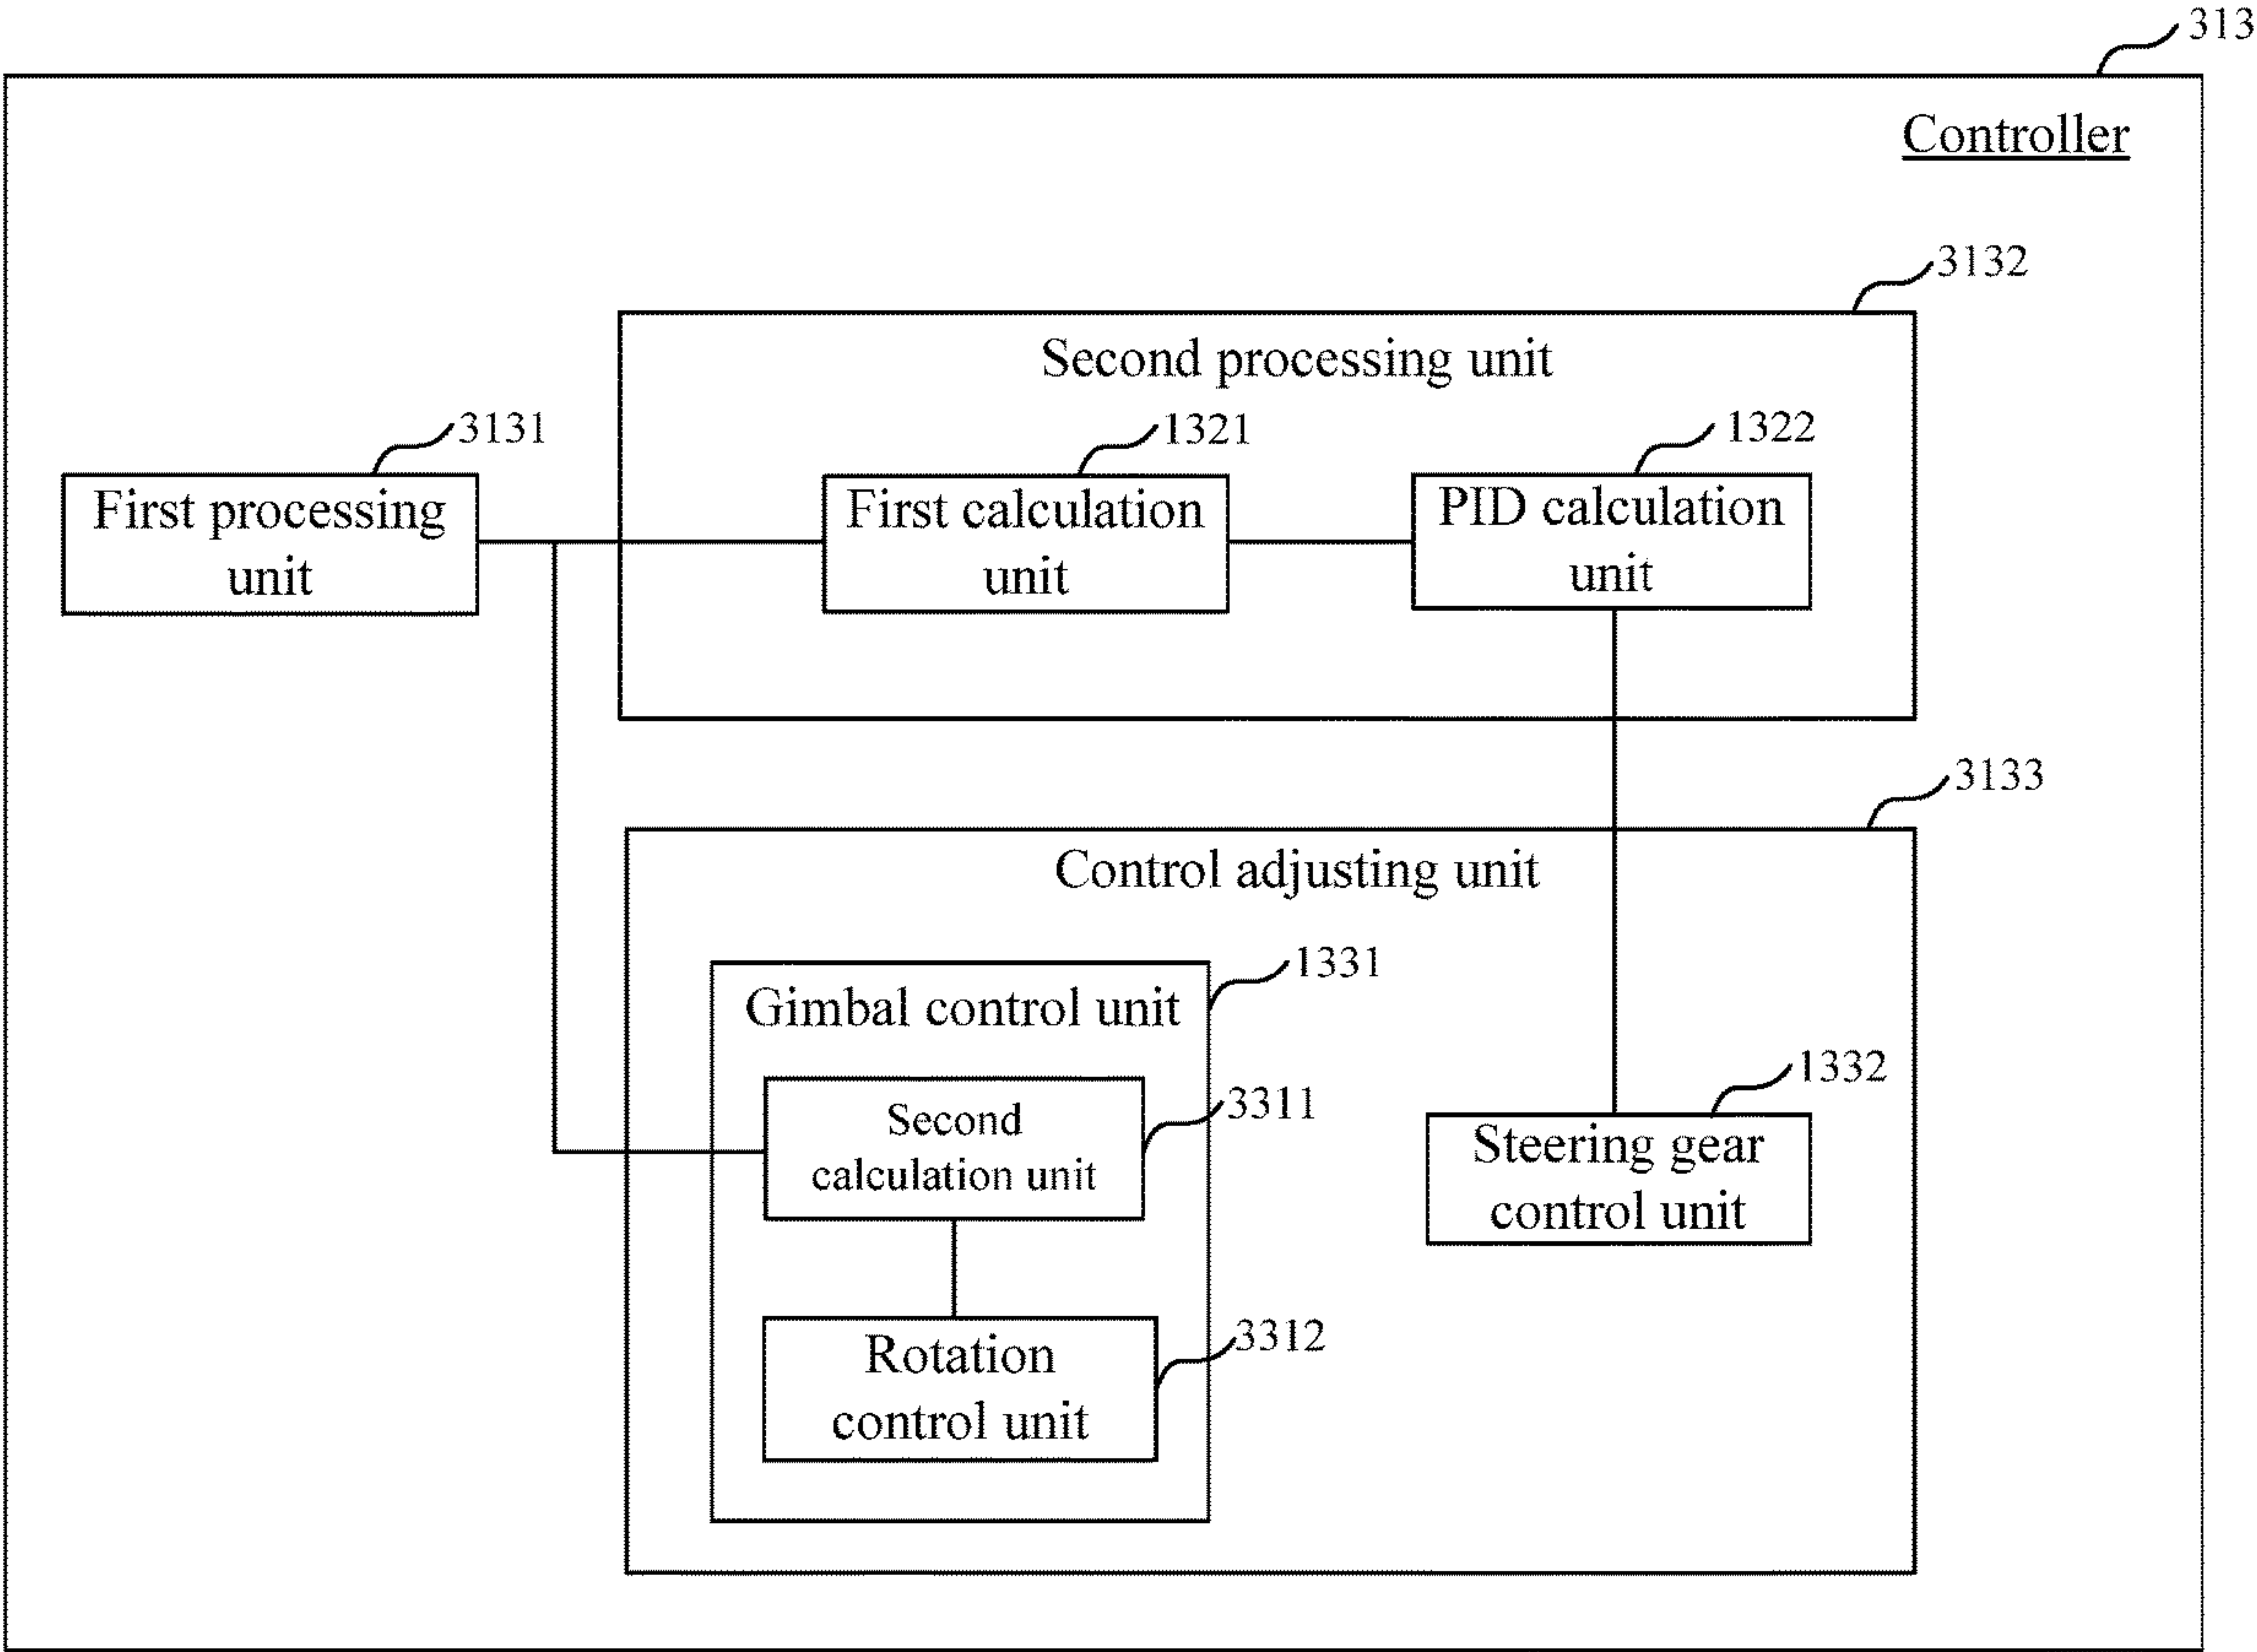 313
Controller
3132
Second processing unit
3131
First processing
unit
1321
First calculation
unit
1322
PID calculation
unit
3133
Control adjusting unit
1331
Gimbal control unit
3311
Second
calculation unit
1332
Steering gear
control unit
3312
Rotation
control unit